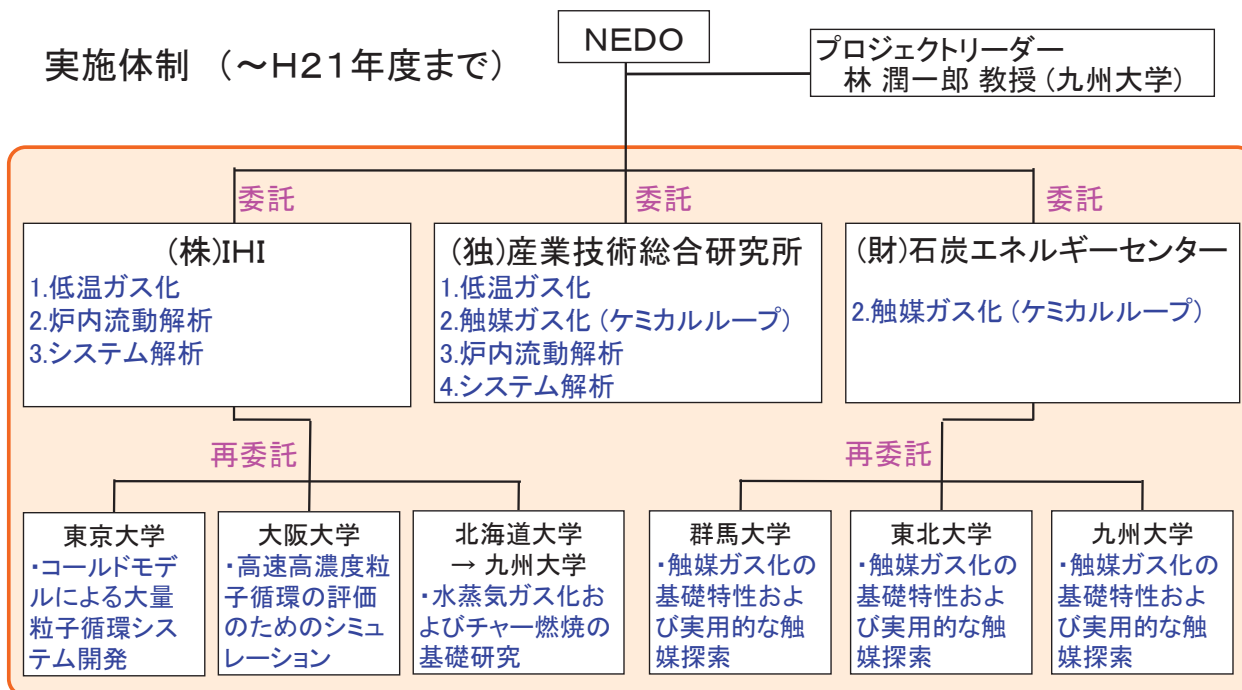 実施体制 （～H21年度まで）
NEDO
プロジェクトリーダー
林 潤一郎 教授（九州大学）
委託
委託
委託
（株）IHI
1.低温ガス化
2.炉内流動解析
3.システム解析
（独）産業技術総合研究所
1.低温ガス化
2.触媒ガス化（ケミカルループ）
3.炉内流動解析
4.システム解析
（財）石炭エネルギーセンター
2.触媒ガス化（ケミカルループ）
再委託
再委託
東京大学
・コールドモデ
ルによる大量
粒子循環シス
テム開発
大阪大学
・高速高濃度粒
子循環の評価
のためのシミュ
レーション
北海道大学
→ 九州大学
・水蒸気ガス化お
よびチャー燃焼の
基礎研究
群馬大学
・触媒ガス化の
基礎特性およ
び実用的な触
媒探索
東北大学
・触媒ガス化の
基礎特性およ
び実用的な触
媒探索
九州大学
・触媒ガス化の
基礎特性およ
び実用的な触
媒探索